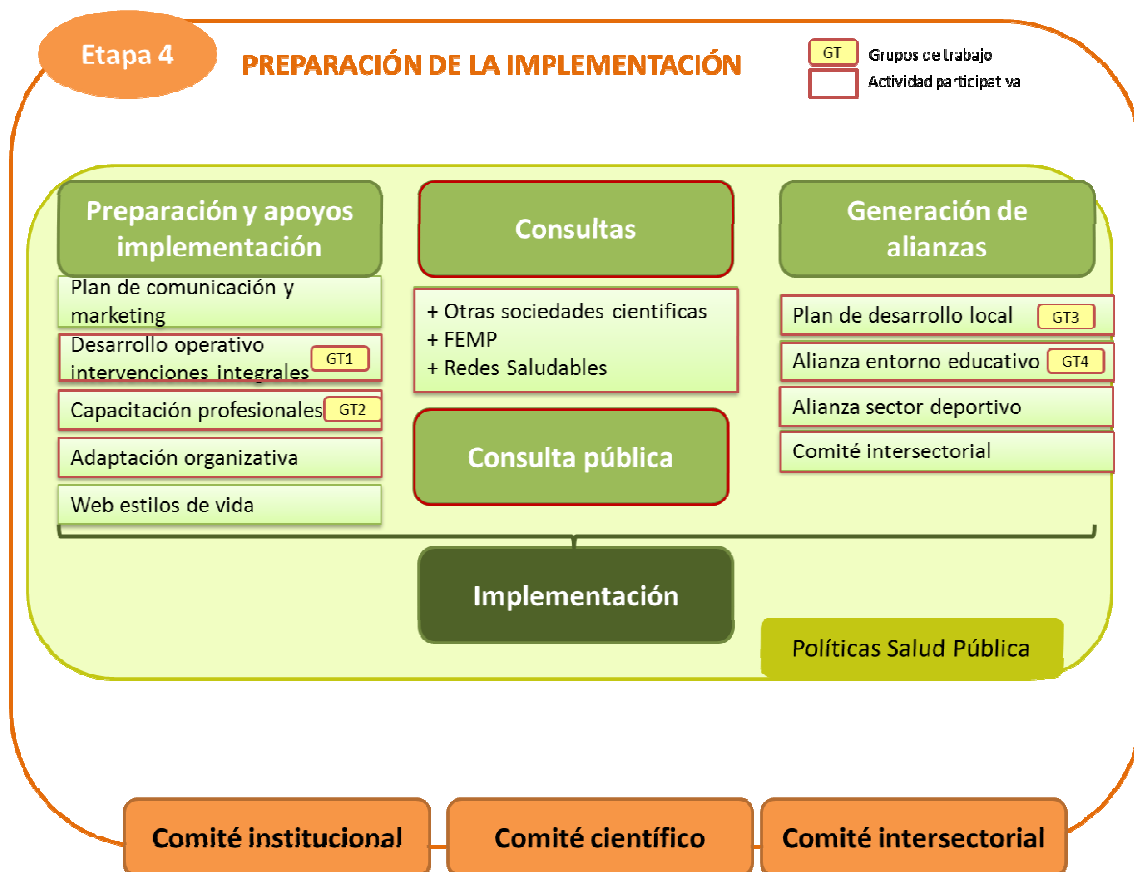 Etapa 4
PREPARACIÓN DE LA IMPLEMENTACIÓN
GT Grupos de trabajo
Actividad participativa
Preparación y apoyos
implementación
Plan de comunicación y
marketing
Desarrollo operativo
intervenciones integrales GT1
Capacitación profesionales GT2
Adaptación organizativa
Web estilos de vida
Consultas
+ Otras sociedades científicas
+ FEMP
+ Redes Saludables
Consulta pública
Generación de
alianzas
Plan de desarrollo local GT3
Alianza entorno educativo GT4
Alianza sector deportivo
Comité intersectorial
Implementación
Políticas Salud Pública
Comité institucional
Comité científico
Comité intersectorial